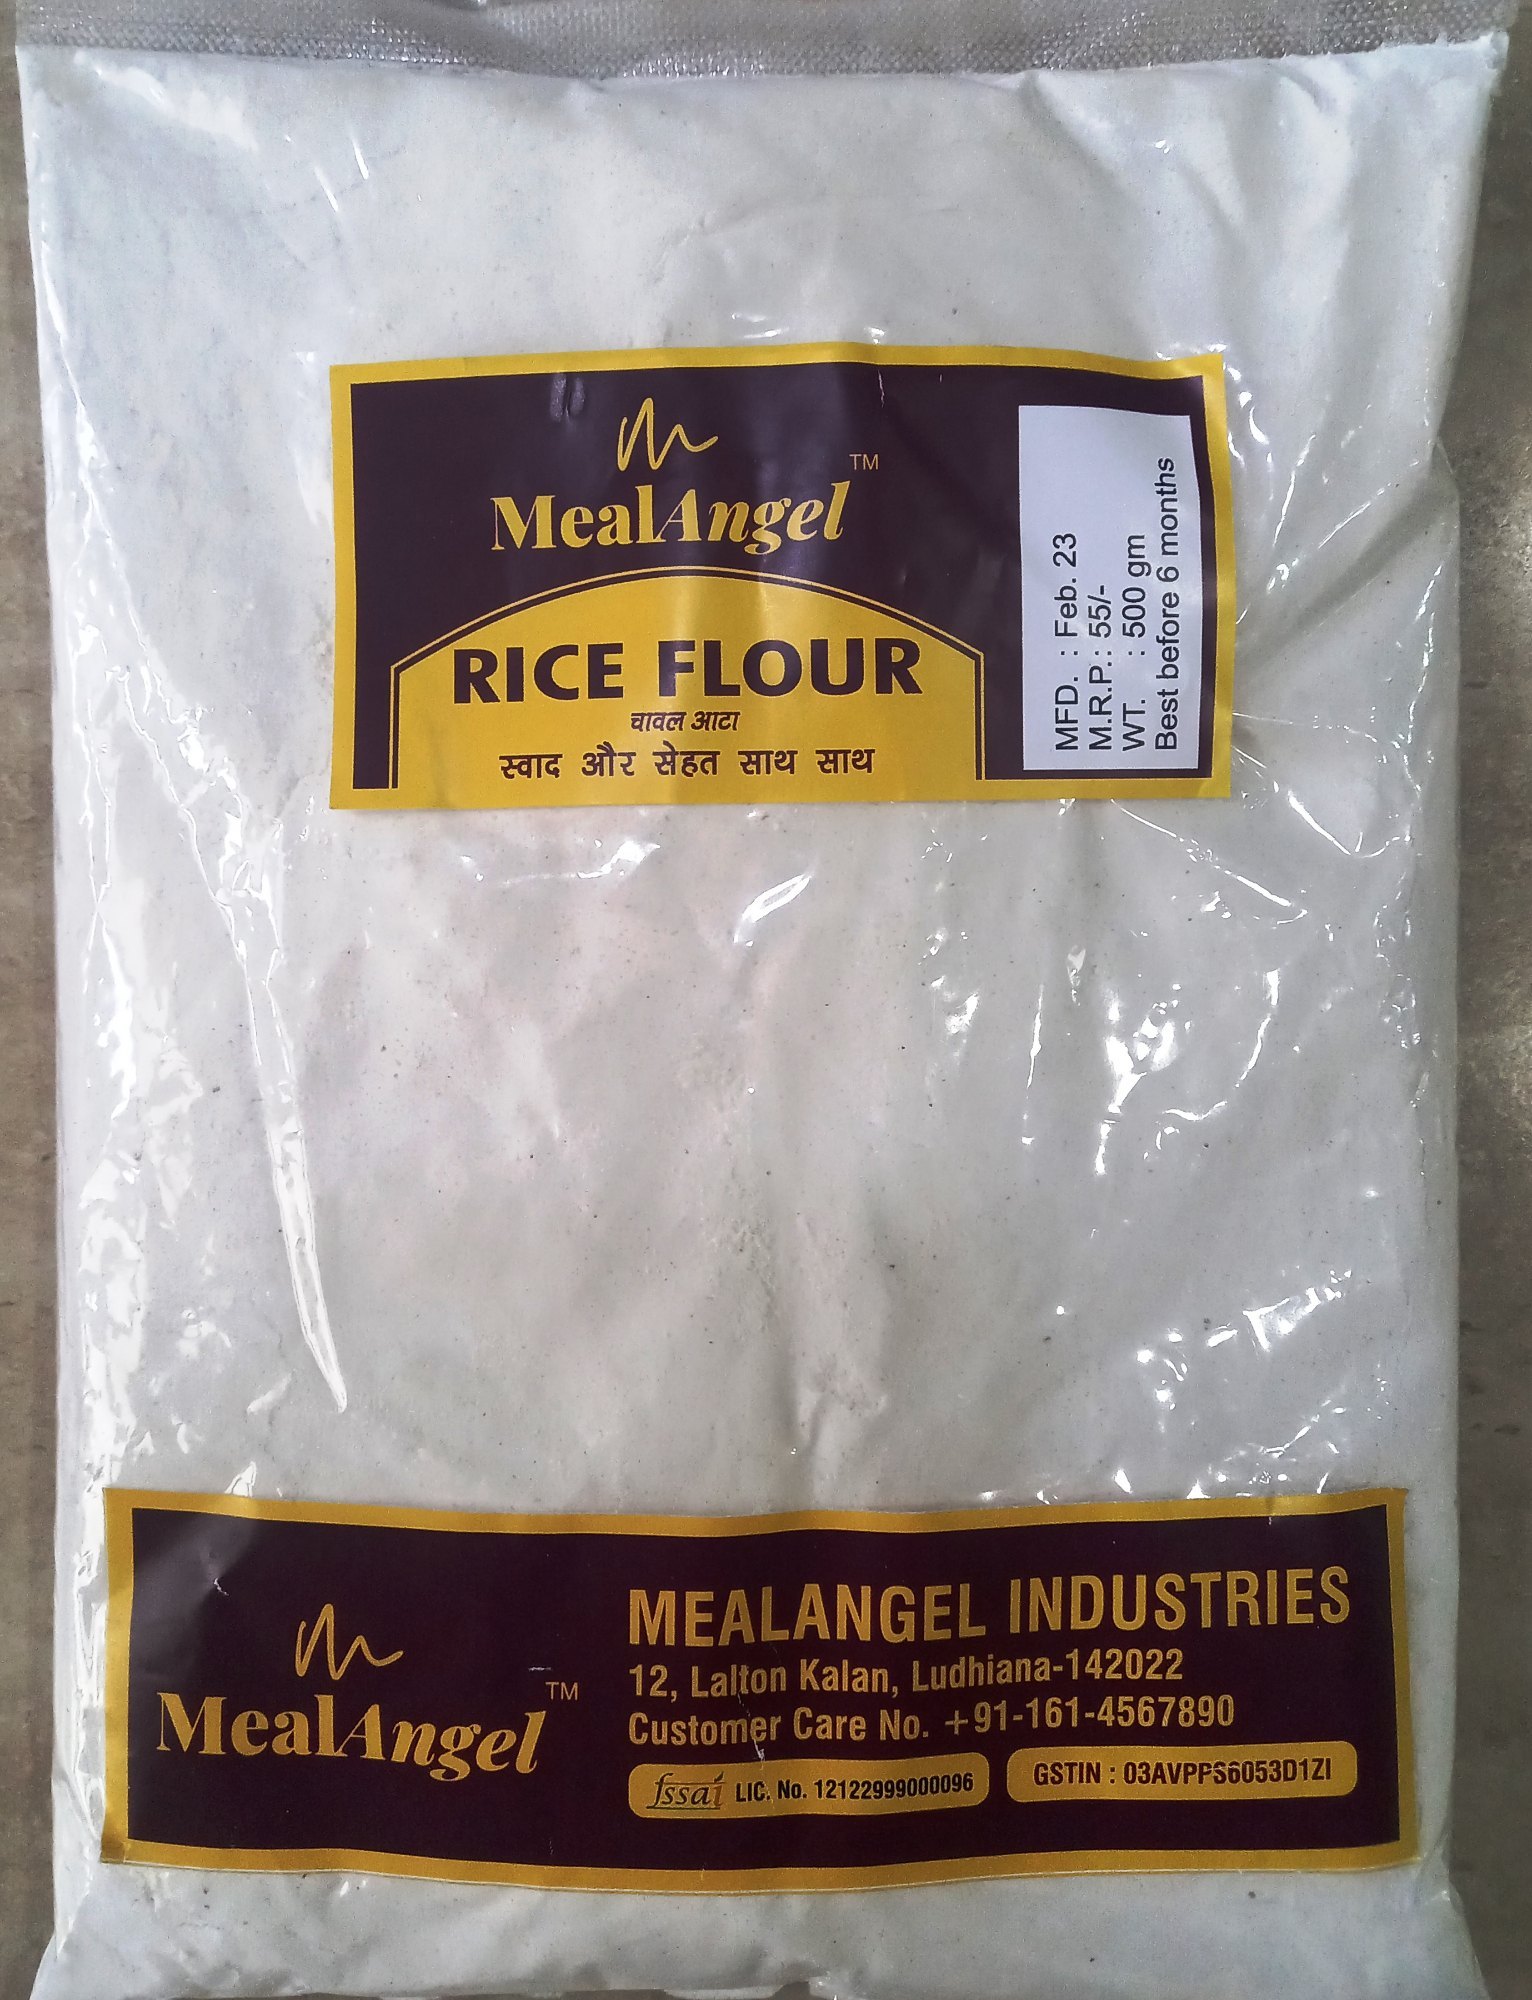 MealAngel TM
RICE FLOUR
चावल आटा
स्वाद और सेहत साथ साथ
MFD. : Feb. 23
M.R.P.: 55/-
WT. : 500 gm
Best before 6 months
MealAngel TM
MEALANGEL INDUSTRIES
12, Lalton Kalan, Ludhiana-142022
Customer Care No. +91-161-4567890
fssai LIC. No. 12122999000096
GSTIN : 03AVPPS6053D1ZI